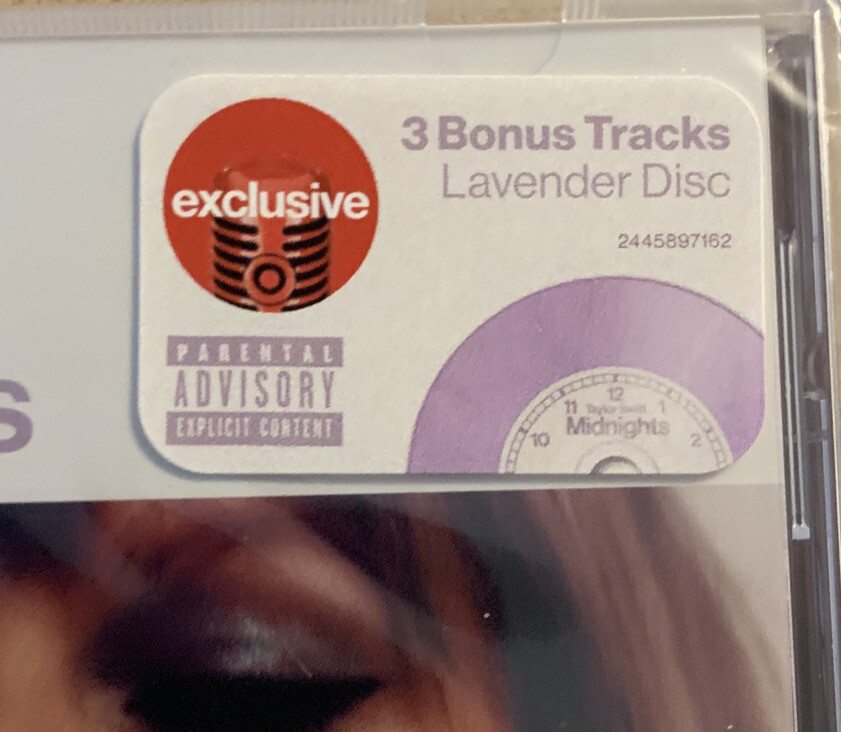 exclusive
3 Bonus Tracks
Lavender Disc
2445897162
PARENTAL
ADVISORY
EXPLICIT CONTENT
12
11 Taylor Swift 1
Midnights
10 2
s